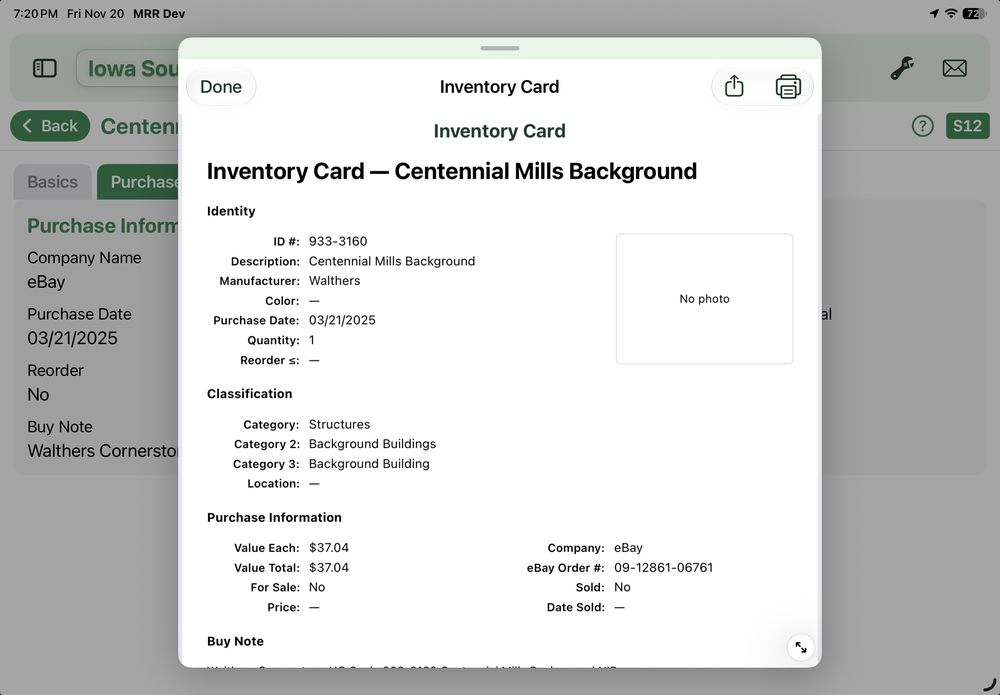 7:20 PM Fri Nov 20 MRR Dev
72
Iowa Sou
Back
Centenn
? S12
Basics
Purchase
Purchase Inform
Company Name
eBay
Purchase Date
03/21/2025
Reorder
No
Buy Note
Walthers Cornersto
al
Done
Inventory Card
Inventory Card
Inventory Card — Centennial Mills Background
Identity
ID #: 933-3160
Description: Centennial Mills Background
Manufacturer: Walthers
Color: —
Purchase Date: 03/21/2025
Quantity: 1
Reorder ≤: —
No photo
Classification
Category: Structures
Category 2: Background Buildings
Category 3: Background Building
Location: —
Purchase Information
Value Each: $37.04
Value Total: $37.04
For Sale: No
Price: —
Company: eBay
eBay Order #: 09-12861-06761
Sold: No
Date Sold: —
Buy Note